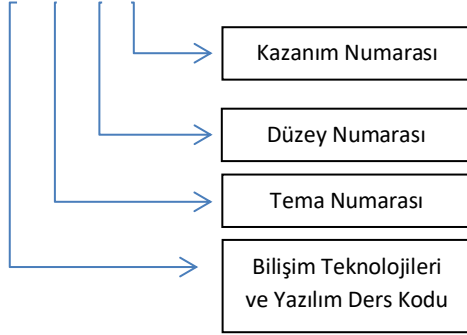 Kazanım Numarası
Düzey Numarası
Tema Numarası
Bilişim Teknolojileri
ve Yazılım Ders Kodu